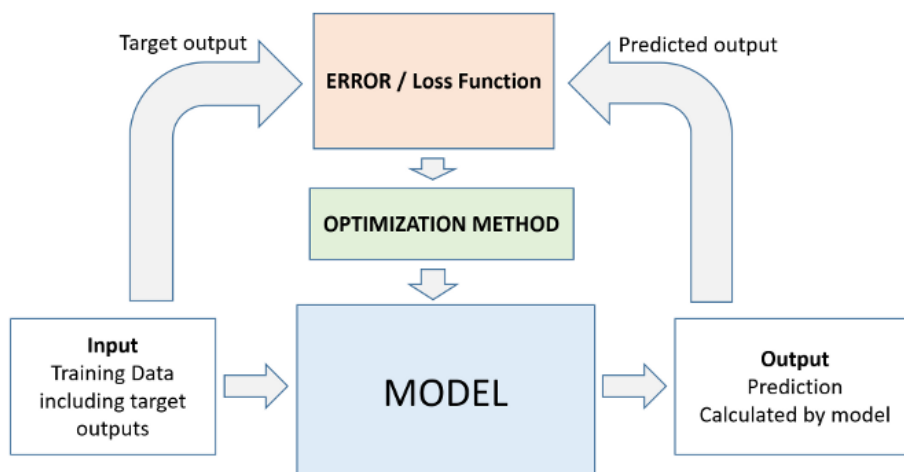 Target output
Predicted output
ERROR / Loss Function
OPTIMIZATION METHOD
Input
Training Data
including target
outputs
MODEL
Output
Prediction
Calculated by model